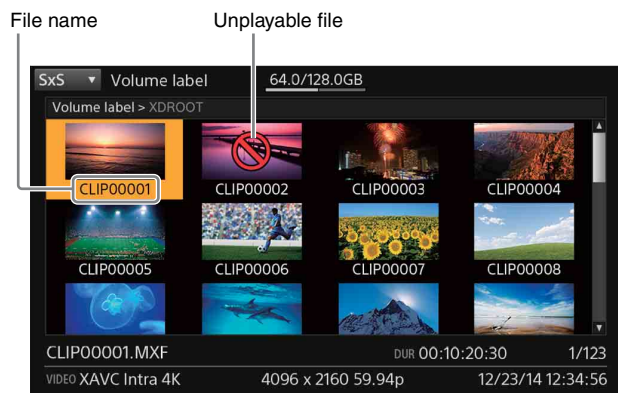 File name
Unplayable file
SxS Volume label 64.0/128.0GB
Volume label > XDROOT
CLIP00001 CLIP00002 CLIP00003 CLIP00004
CLIP00005 CLIP00006 CLIP00007 CLIP00008
CLIP00001.MXF DUR 00:10:20:30 1/123
VIDEO XAVC Intra 4K 4096 x 2160 59.94p 12/23/14 12:34:56